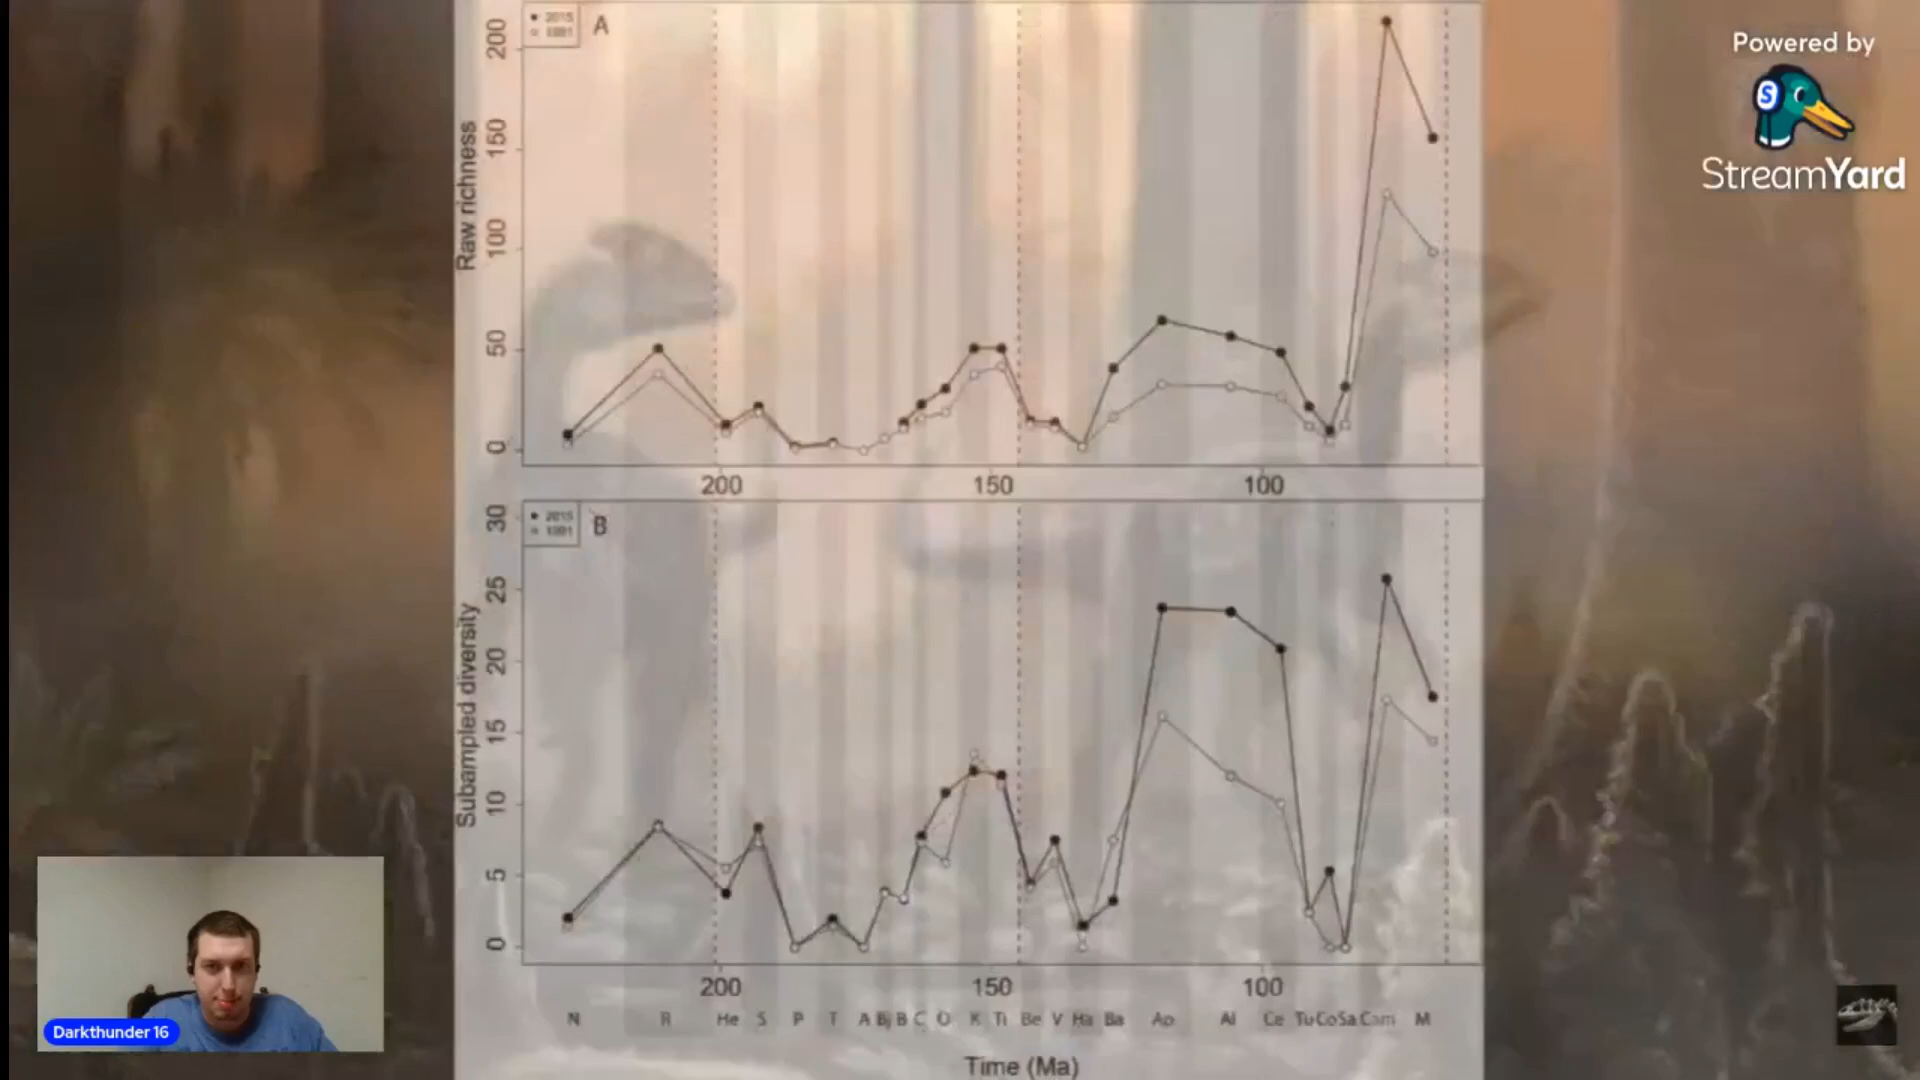 2015
1991
A
Raw richness
200
150
100
50
0
200
150
100
2015
1991
B
Subsampled diversity
30
25
20
15
10
5
0
200
150
100
N R He S P T A Bj B C O K Ti Be V Ha Ba Ap Al Ce Tu Co Sa Cam M
Time (Ma)
Powered by
StreamYard
Darkthunder 16